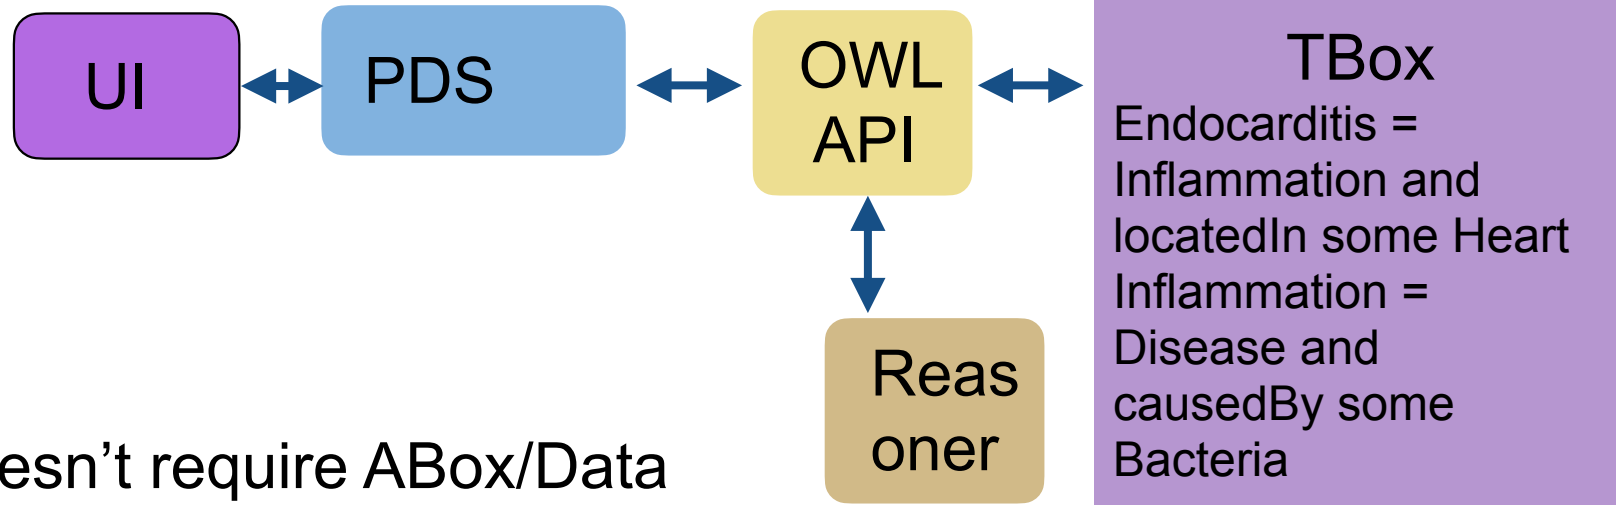 UI
PDS
OWL
API
TBox
Endocarditis =
Inflammation and
locatedIn some Heart
Inflammation =
Disease and
causedBy some
Bacteria
Reas
oner
esn’t require ABox/Data